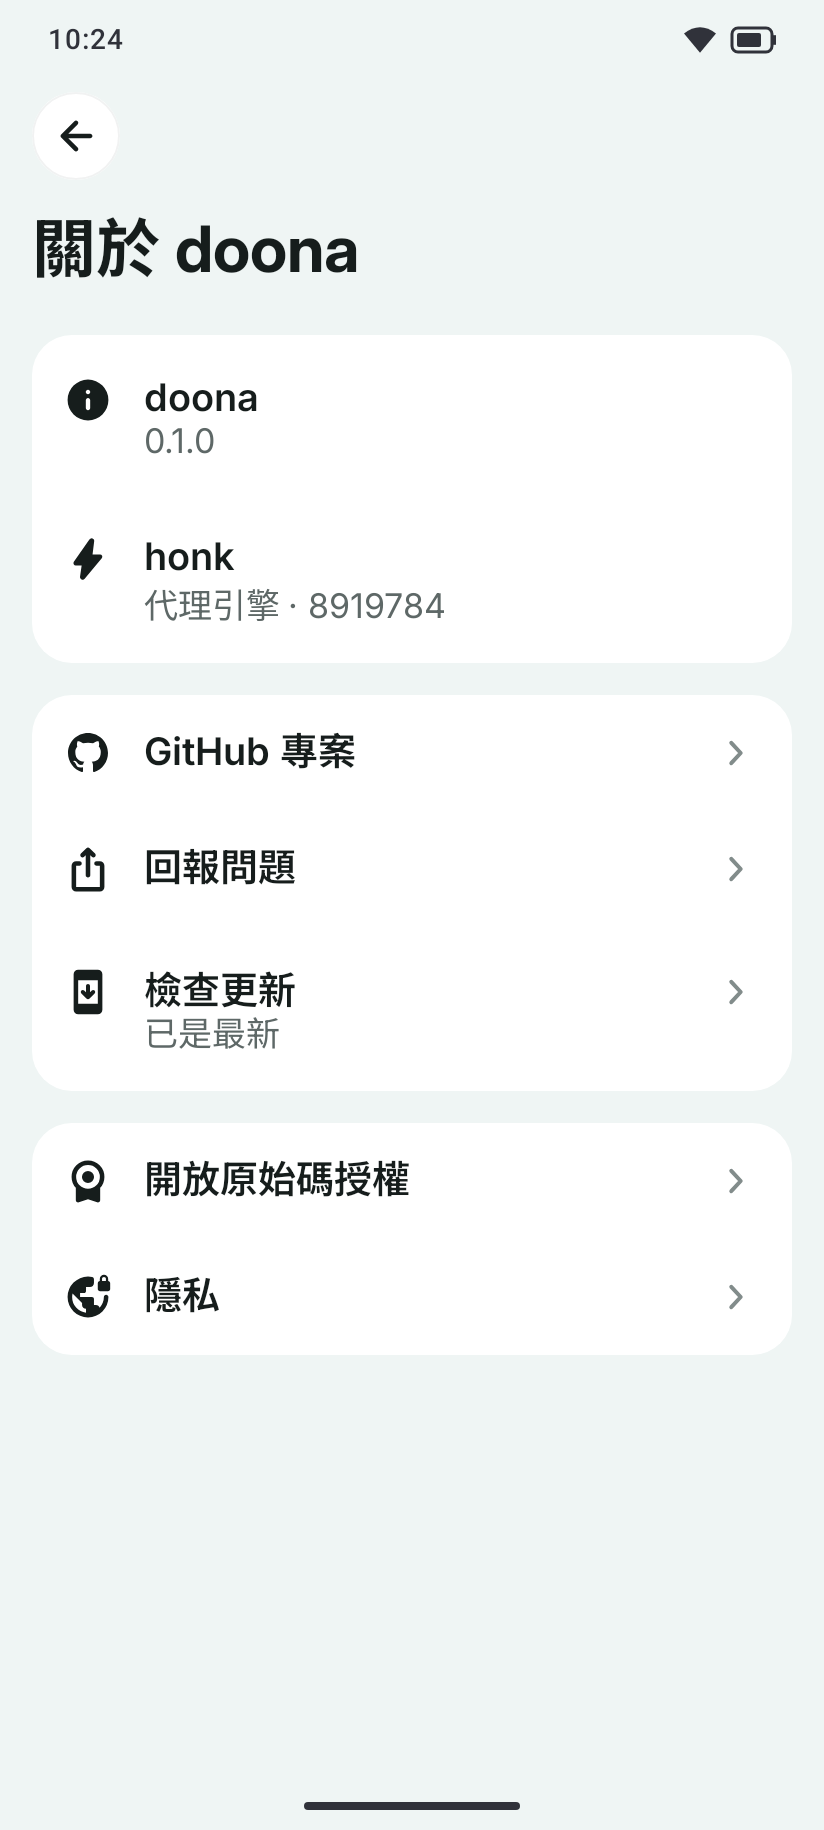 10:24
關於 doona
doona
0.1.0
honk
代理引擎 · 8919784
GitHub 專案
回報問題
檢查更新
已是最新
開放原始碼授權
隱私